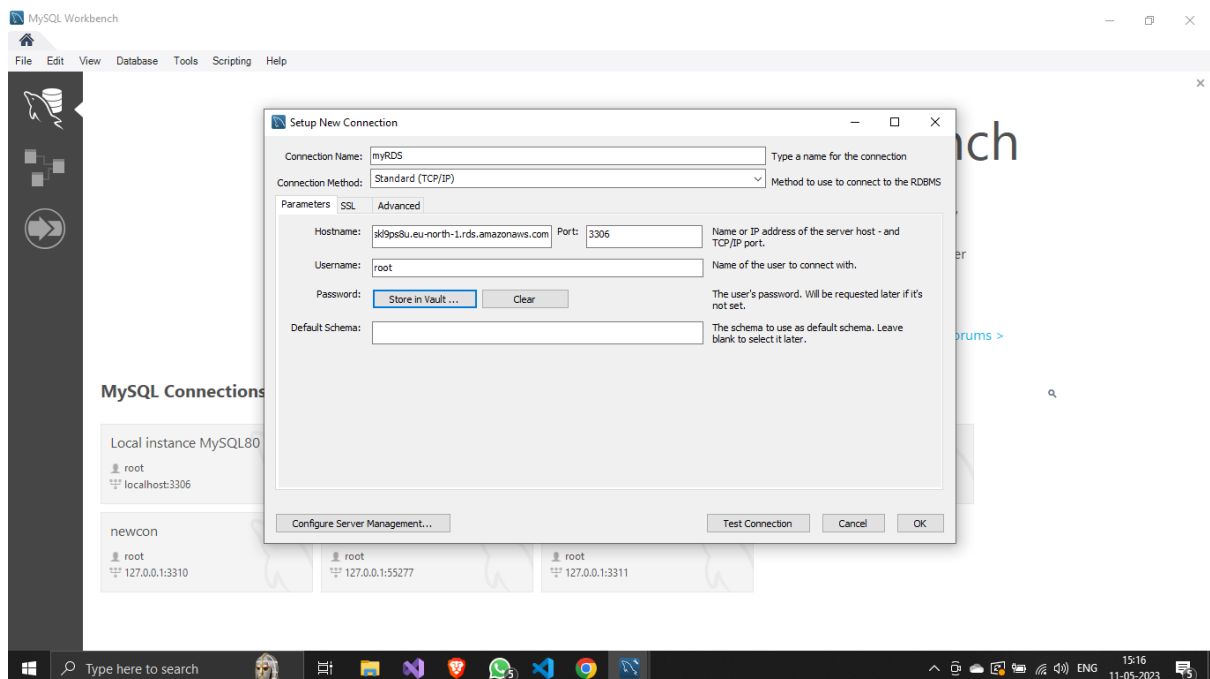 MySQL Workbench
File Edit View Database Tools Scripting Help
nch
Setup New Connection
Connection Name: myRDS Type a name for the connection
Connection Method: Standard (TCP/IP) Method to use to connect to the RDBMS
Parameters SSL Advanced
Hostname: skl9ps8u.eu-north-1.rds.amazonaws.com Port: 3306 Name or IP address of the server host - and
TCP/IP port.
er
Username: root Name of the user to connect with.
Password: Store in Vault ... Clear The user's password. Will be requested later if it's
not set.
Default Schema: The schema to use as default schema. Leave
blank to select it later.
orums >
MySQL Connections
Local instance MySQL80
root
localhost:3306
Configure Server Management... Test Connection Cancel OK
newcon
root root root
127.0.0.1:3310 127.0.0.1:55277 127.0.0.1:3311
Type here to search
5
ENG 15:16
11-05-2023
5